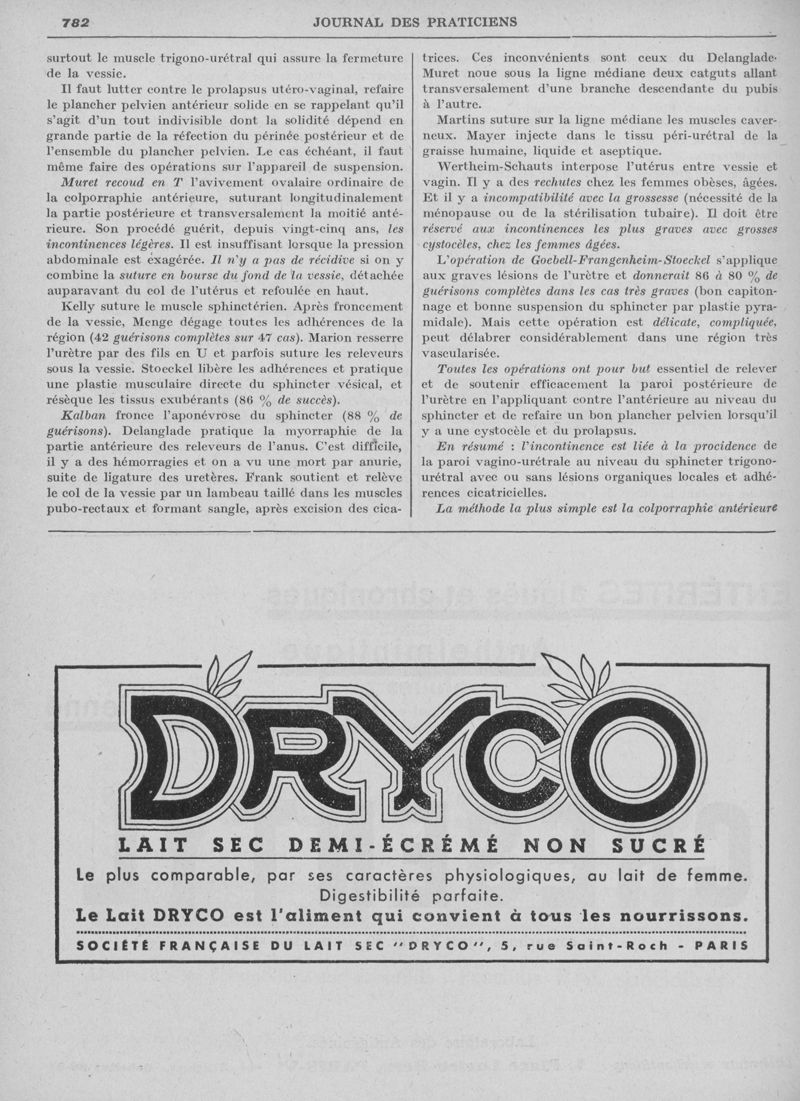 782
JOURNAL DES PRATICIENS
surtout le muscle trigono-urétral qui assure la fermeture
de la vessie.
Il faut lutter contre le prolapsus utéro-vaginal, refaire
le plancher pelvien antérieur solide en se rappelant qu'il
s'agit d'un tout indivisible dont la solidité dépend en
grande partie de la réfection du périnée postérieur et de
l'ensemble du plancher pelvien. Le cas échéant, il faut
même faire des opérations sur l'appareil de suspension.
Muret recoud en T l'avivement ovalaire ordinaire de
la colporraphie antérieure, suturant longitudinalement
la partie postérieure et transversalement la moitié anté-
rieure. Son procédé guérit, depuis vingt-cinq ans, les
incontinences légères. Il est insuffisant lorsque la pression
abdominale est exagérée. Il n'y a pas de récidive si on y
combine la suture en bourse du fond de la vessie, détachée
auparavant du col de l'utérus et refoulée en haut.
Kelly suture le muscle sphinctérien. Après froncement
de la vessie, Menge dégage toutes les adhérences de la
région (42 guérisons complètes sur 47 cas). Marion resserre
l'urètre par des fils en U et parfois suture les releveurs
sous la vessie. Stoeckel libère les adhérences et pratique
une plastie musculaire directe du sphincter vésical, et
résèque les tissus exubérants (86 % de succès).
Kalban fronce l'aponévrose du sphincter (88 % de
guérisons). Delanglade pratique la myorraphie de la
partie antérieure des releveurs de l'anus. C'est difficile,
il y a des hémorragies et on a vu une mort par anurie,
suite de ligature des uretères. Frank soutient et relève
le col de la vessie par un lambeau taillé dans les muscles
pubo-rectaux et formant sangle, après excision des cica-
trices. Ces inconvénients sont ceux du Delanglade-
Muret noue sous la ligne médiane deux catguts allant
transversalement d'une branche descendante du pubis
à l'autre.
Martins suture sur la ligne médiane les muscles caver-
neux. Mayer injecte dans le tissu péri-urétral de la
graisse humaine, liquide et aseptique.
Wertheim-Schauts interpose l'utérus entre vessie et
vagin. Il y a des rechutes chez les femmes obèses, âgées.
Et il y a incompatibilité avec la grossesse (nécessité de la
ménopause ou de la stérilisation tubaire). Il doit être
réservé aux incontinences les plus graves avec grosses
cystocèles, chez les femmes âgées.
L'opération de Goebell-Frangenheim-Stoeckel s'applique
aux graves lésions de l'urètre et donnerait 86 à 80 % de
guérisons complètes dans les cas très graves (bon capiton-
nage et bonne suspension du sphincter par plastie pyra-
midale). Mais cette opération est délicate, compliquée,
peut délabrer considérablement dans une région très
vascularisée.
Toutes les opérations ont pour but essentiel de relever
et de soutenir efficacement la paroi postérieure de
l'urètre en l'appliquant contre l'antérieure au niveau du
sphincter et de refaire un bon plancher pelvien lorsqu'il
y a une cystocèle et du prolapsus.
En résumé : l'incontinence est liée à la procidence de
la paroi vagino-urétrale au niveau du sphincter trigono-
urétral avec ou sans lésions organiques locales et adhé-
rences cicatricielles.
La méthode la plus simple est la colporraphie antérieure
DRYCO
LAIT SEC DEMI-ÉCRÉMÉ NON SUCRÉ
Le plus comparable, par ses caractères physiologiques, au lait de femme.
Digestibilité parfaite.
Le Lait DRYCO est l'aliment qui convient à tous les nourrissons.
SOCIÉTÉ FRANÇAISE DU LAIT SEC "DRYCO", 5, rue Saint-Roch - PARIS